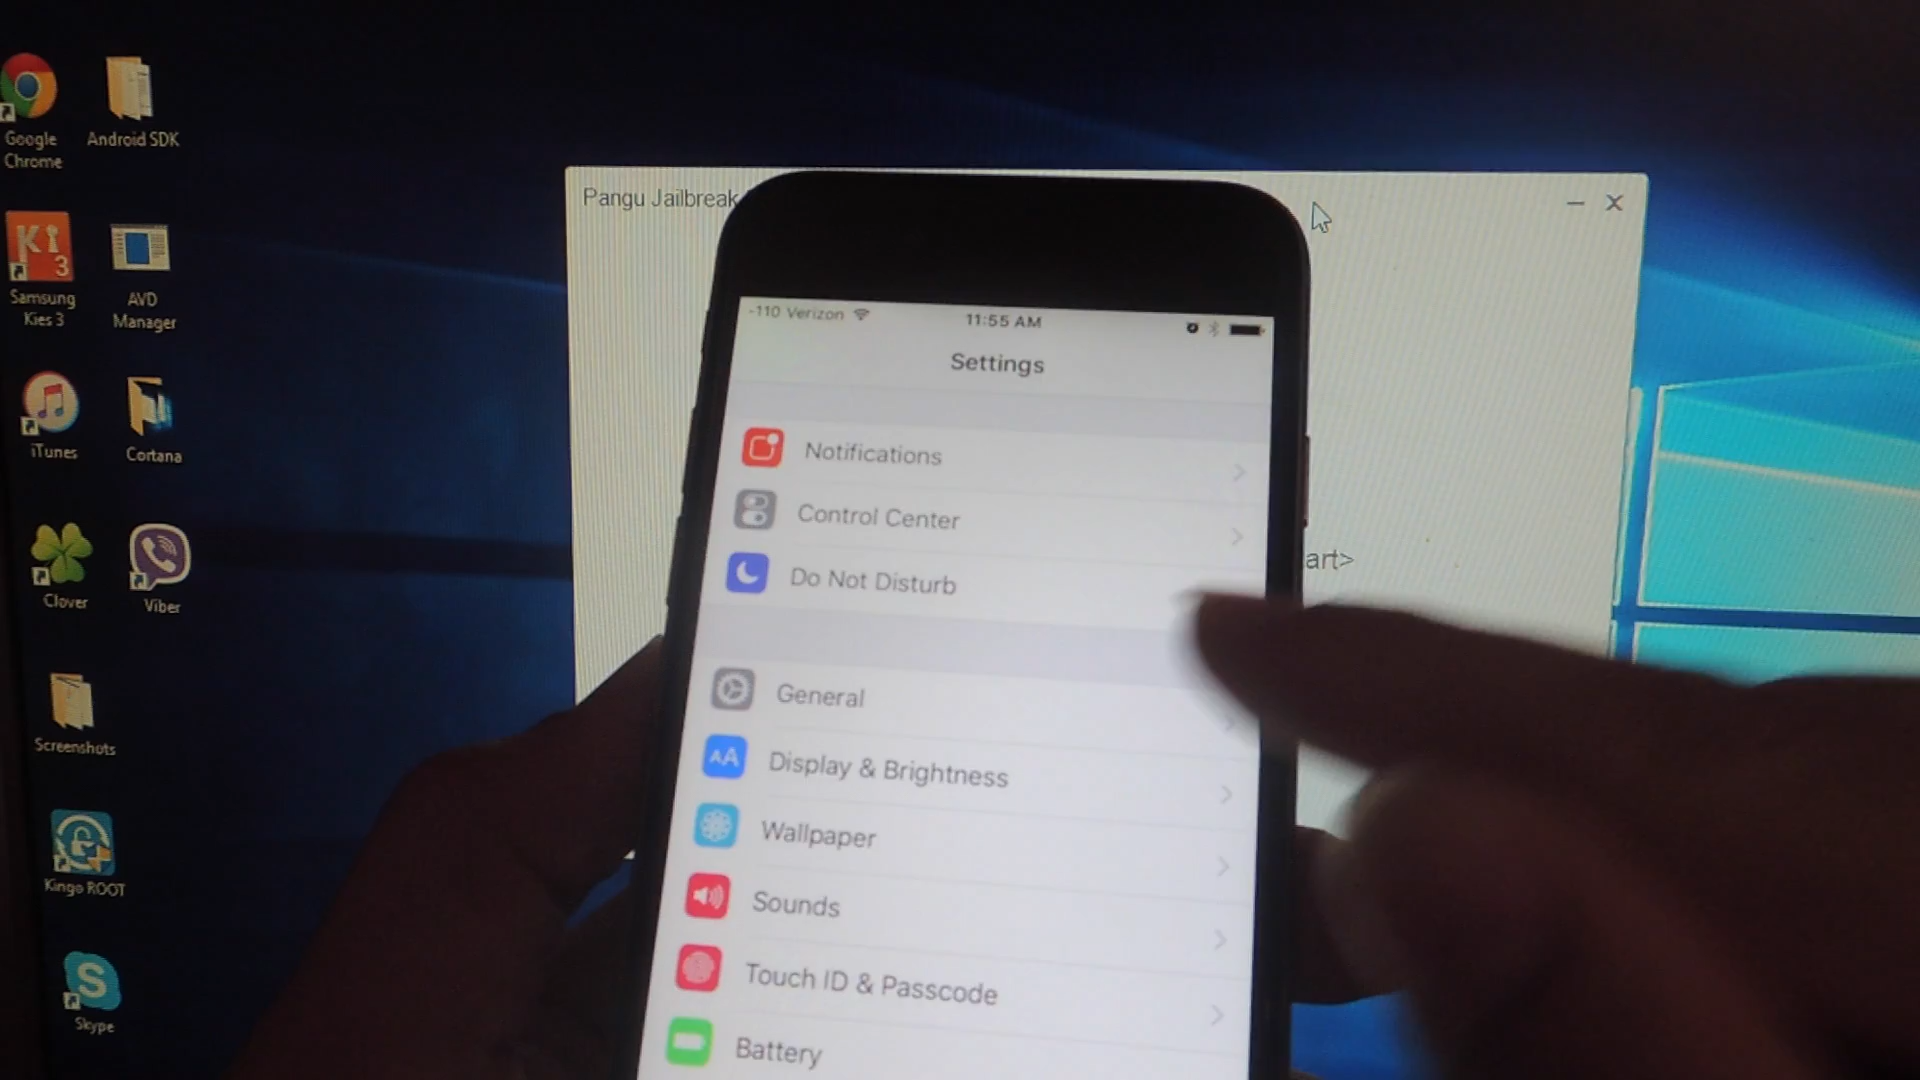 Google
Chrome
Android SDK
Samsung
Kies 3
AVD
Manager
iTunes
Cortana
Clover
Viber
Screenshots
Kingo ROOT
Skype
Pangu Jailbreak
art>
-110 Verizon
11:55 AM
Settings
Notifications
Control Center
Do Not Disturb
General
AA
Display & Brightness
Wallpaper
Sounds
Touch ID & Passcode
Battery